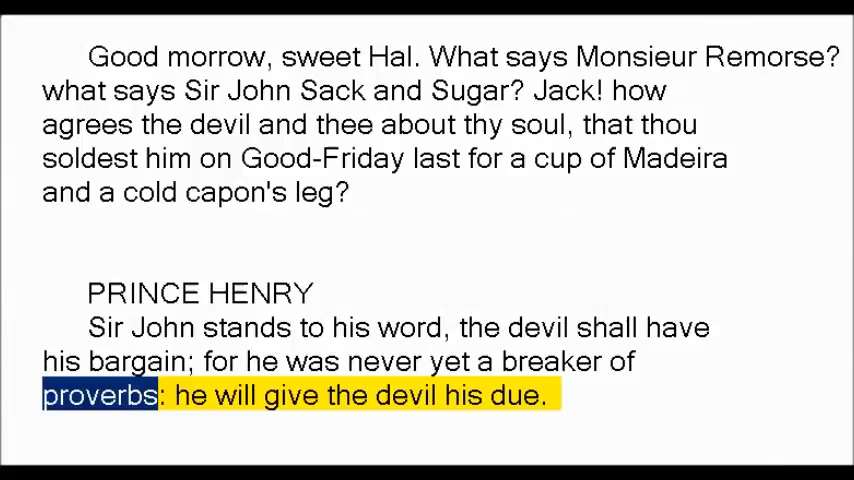 Good morrow, sweet Hal. What says Monsieur Remorse?
what says Sir John Sack and Sugar? Jack! how
agrees the devil and thee about thy soul, that thou
soldest him on Good-Friday last for a cup of Madeira
and a cold capon's leg?
PRINCE HENRY
Sir John stands to his word, the devil shall have
his bargain; for he was never yet a breaker of
proverbs: he will give the devil his due.